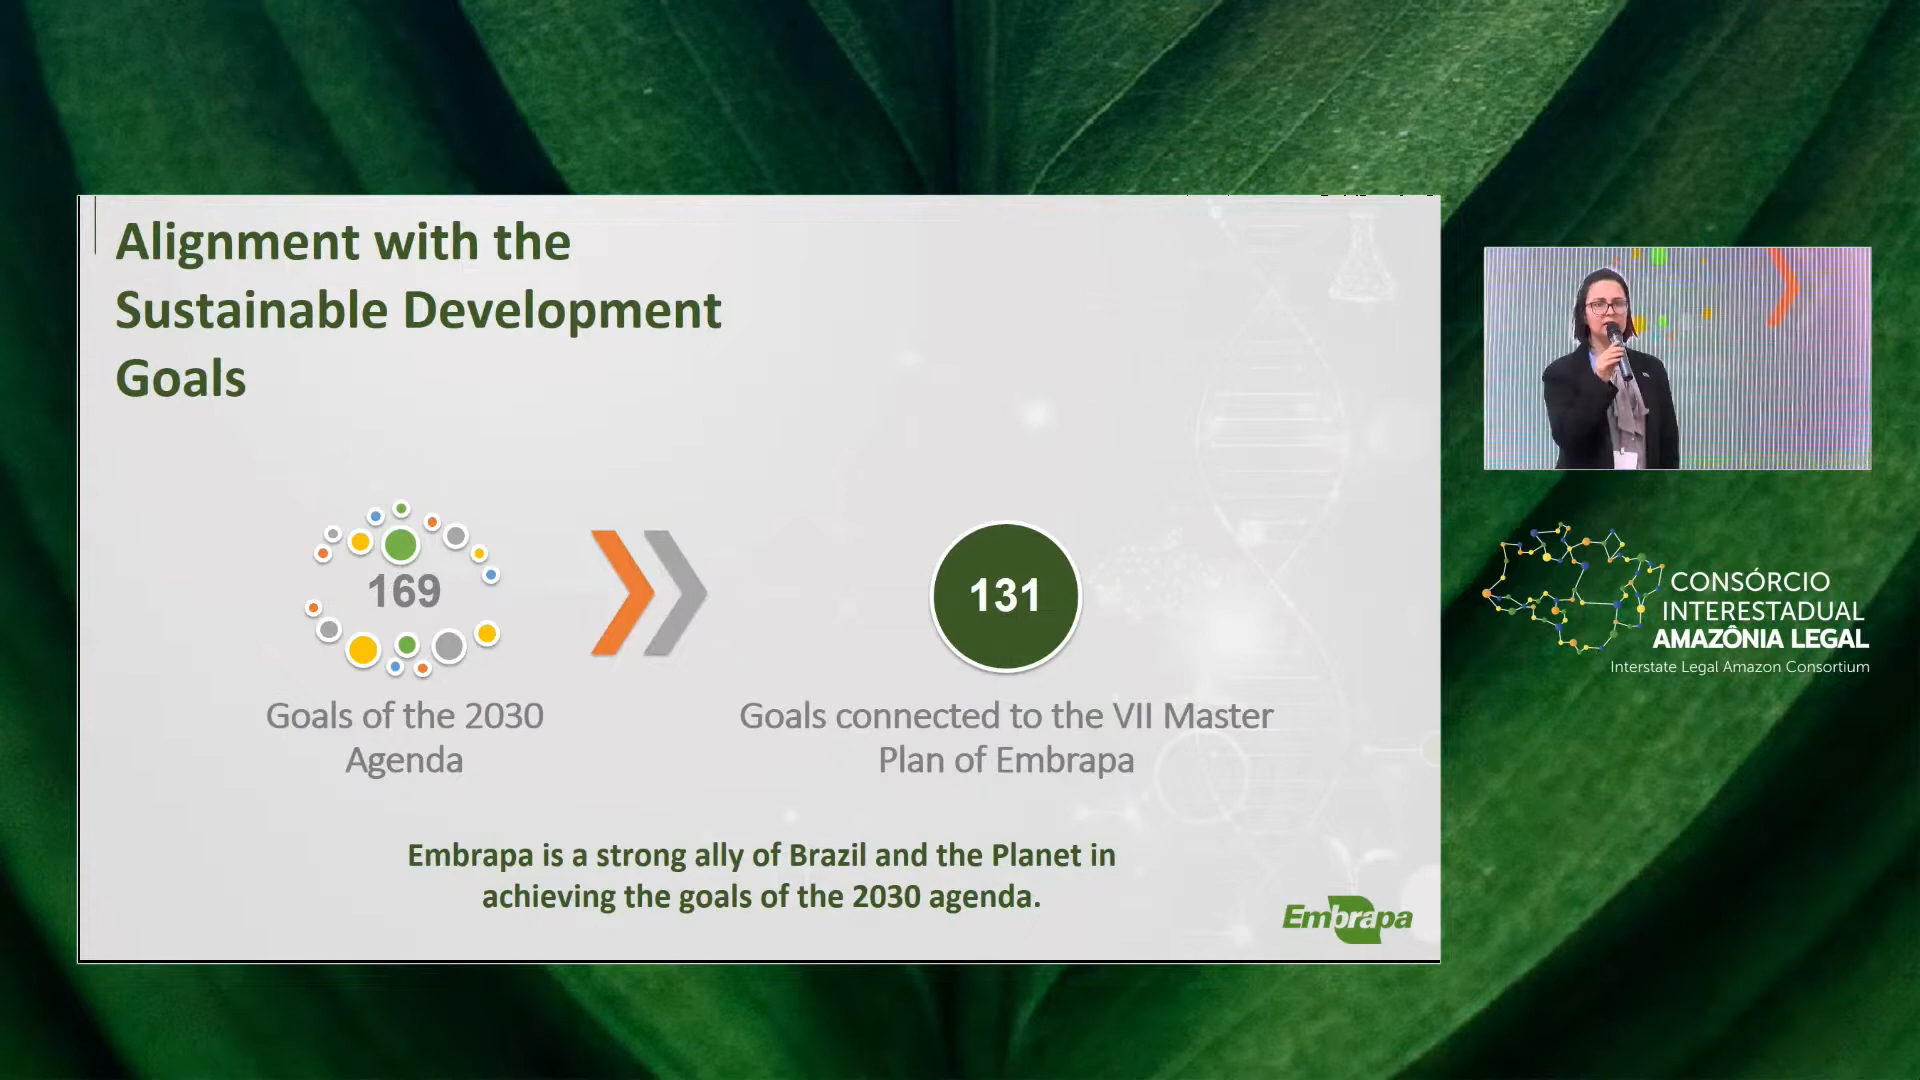 Alignment with the
Sustainable Development
Goals
169
131
Goals of the 2030
Agenda
Goals connected to the VII Master
Plan of Embrapa
Embrapa is a strong ally of Brazil and the Planet in
achieving the goals of the 2030 agenda.
Embrapa
CONSÓRCIO
INTERESTADUAL
AMAZÔNIA LEGAL
Interstate Legal Amazon Consortium